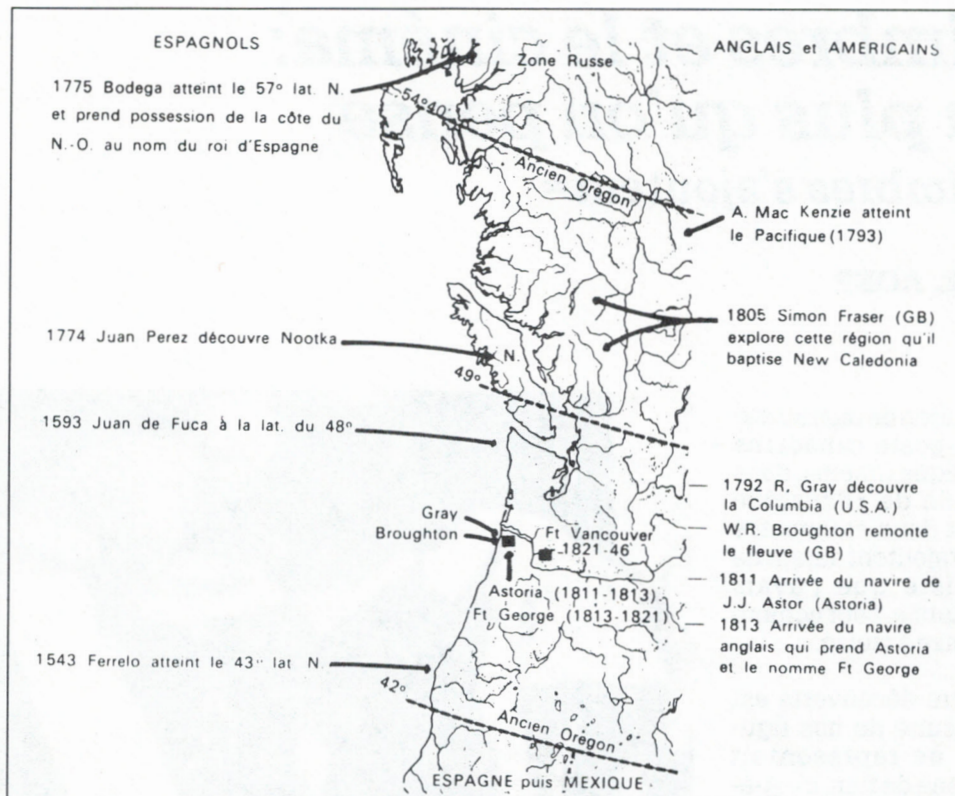 ESPAGNOLS
1775 Bodega atteint le 57° lat. N.
et prend possession de la côte du
N.-O. au nom du roi d'Espagne
1774 Juan Perez découvre Nootka
1593 Juan de Fuca à la lat. du 48°
Gray
Broughton
1543 Ferrelo atteint le 43° lat N.
Zone Russe
54°40'
Ancien Oregon
N.
49°
Ft Vancouver
1821-46
Astoria (1811-1813)
Ft George (1813-1821)
42°
Ancien Oregon
ESPAGNE puis MEXIQUE
ANGLAIS et AMERICAINS
A. Mac Kenzie atteint
le Pacifique (1793)
1805 Simon Fraser (GB)
explore cette région qu'il
baptise New Caledonia
1792 R. Gray découvre
la Columbia (U.S.A.)
W.R. Broughton remonte
le fleuve (GB)
1811 Arrivée du navire de
J.J. Astor (Astoria)
1813 Arrivée du navire
anglais qui prend Astoria
et le nomme Ft George